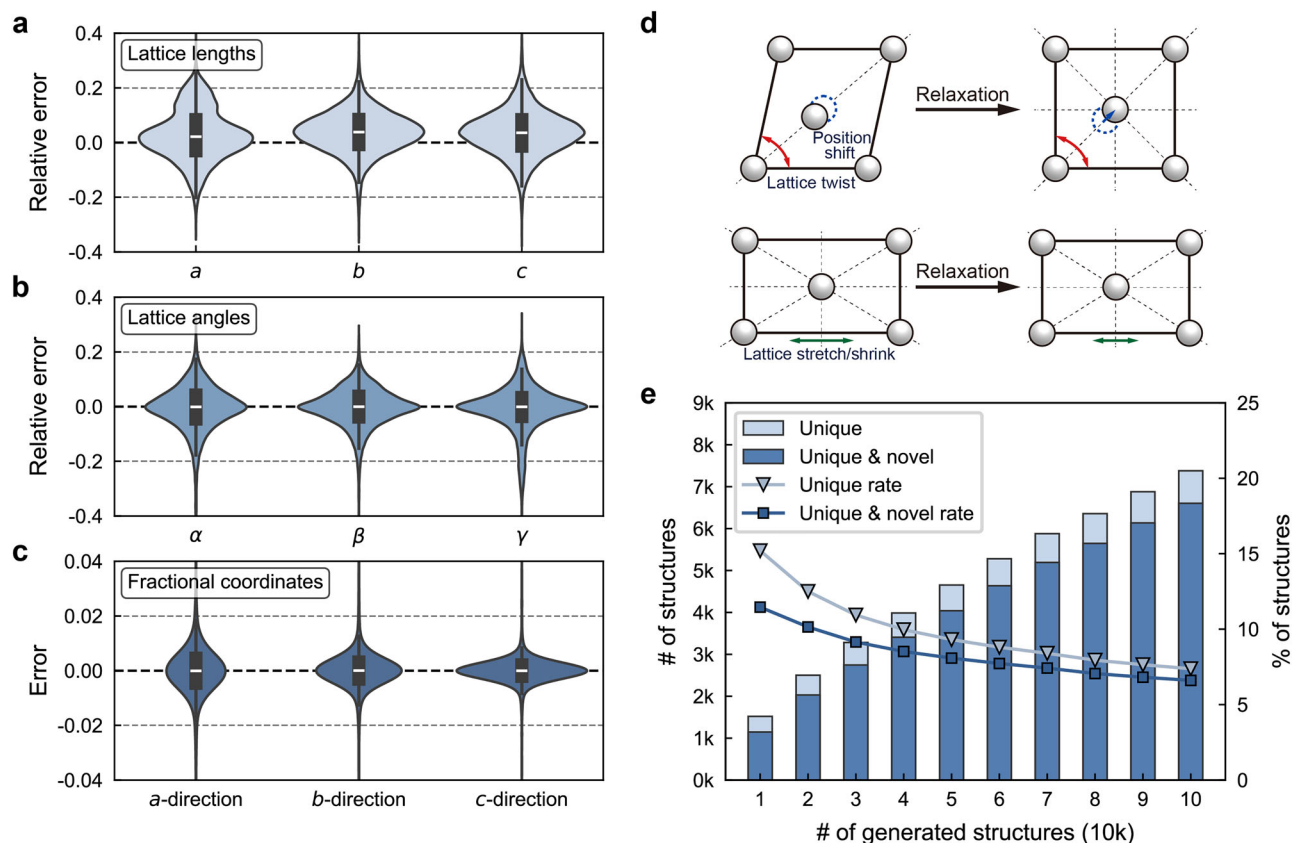 a
Lattice lengths
Relative error
0.4
0.2
0.0
-0.2
-0.4
a
b
c
b
Lattice angles
Relative error
0.4
0.2
0.0
-0.2
-0.4
α
β
γ
c
Fractional coordinates
Error
0.04
0.02
0.00
-0.02
-0.04
a-direction
b-direction
c-direction
d
Relaxation
Position
shift
Lattice twist
Relaxation
Lattice stretch/shrink
e
Unique
Unique & novel
Unique rate
Unique & novel rate
# of structures
9k
8k
7k
6k
5k
4k
3k
2k
1k
0k
% of structures
25
20
15
10
5
0
1 2 3 4 5 6 7 8 9 10
# of generated structures (10k)